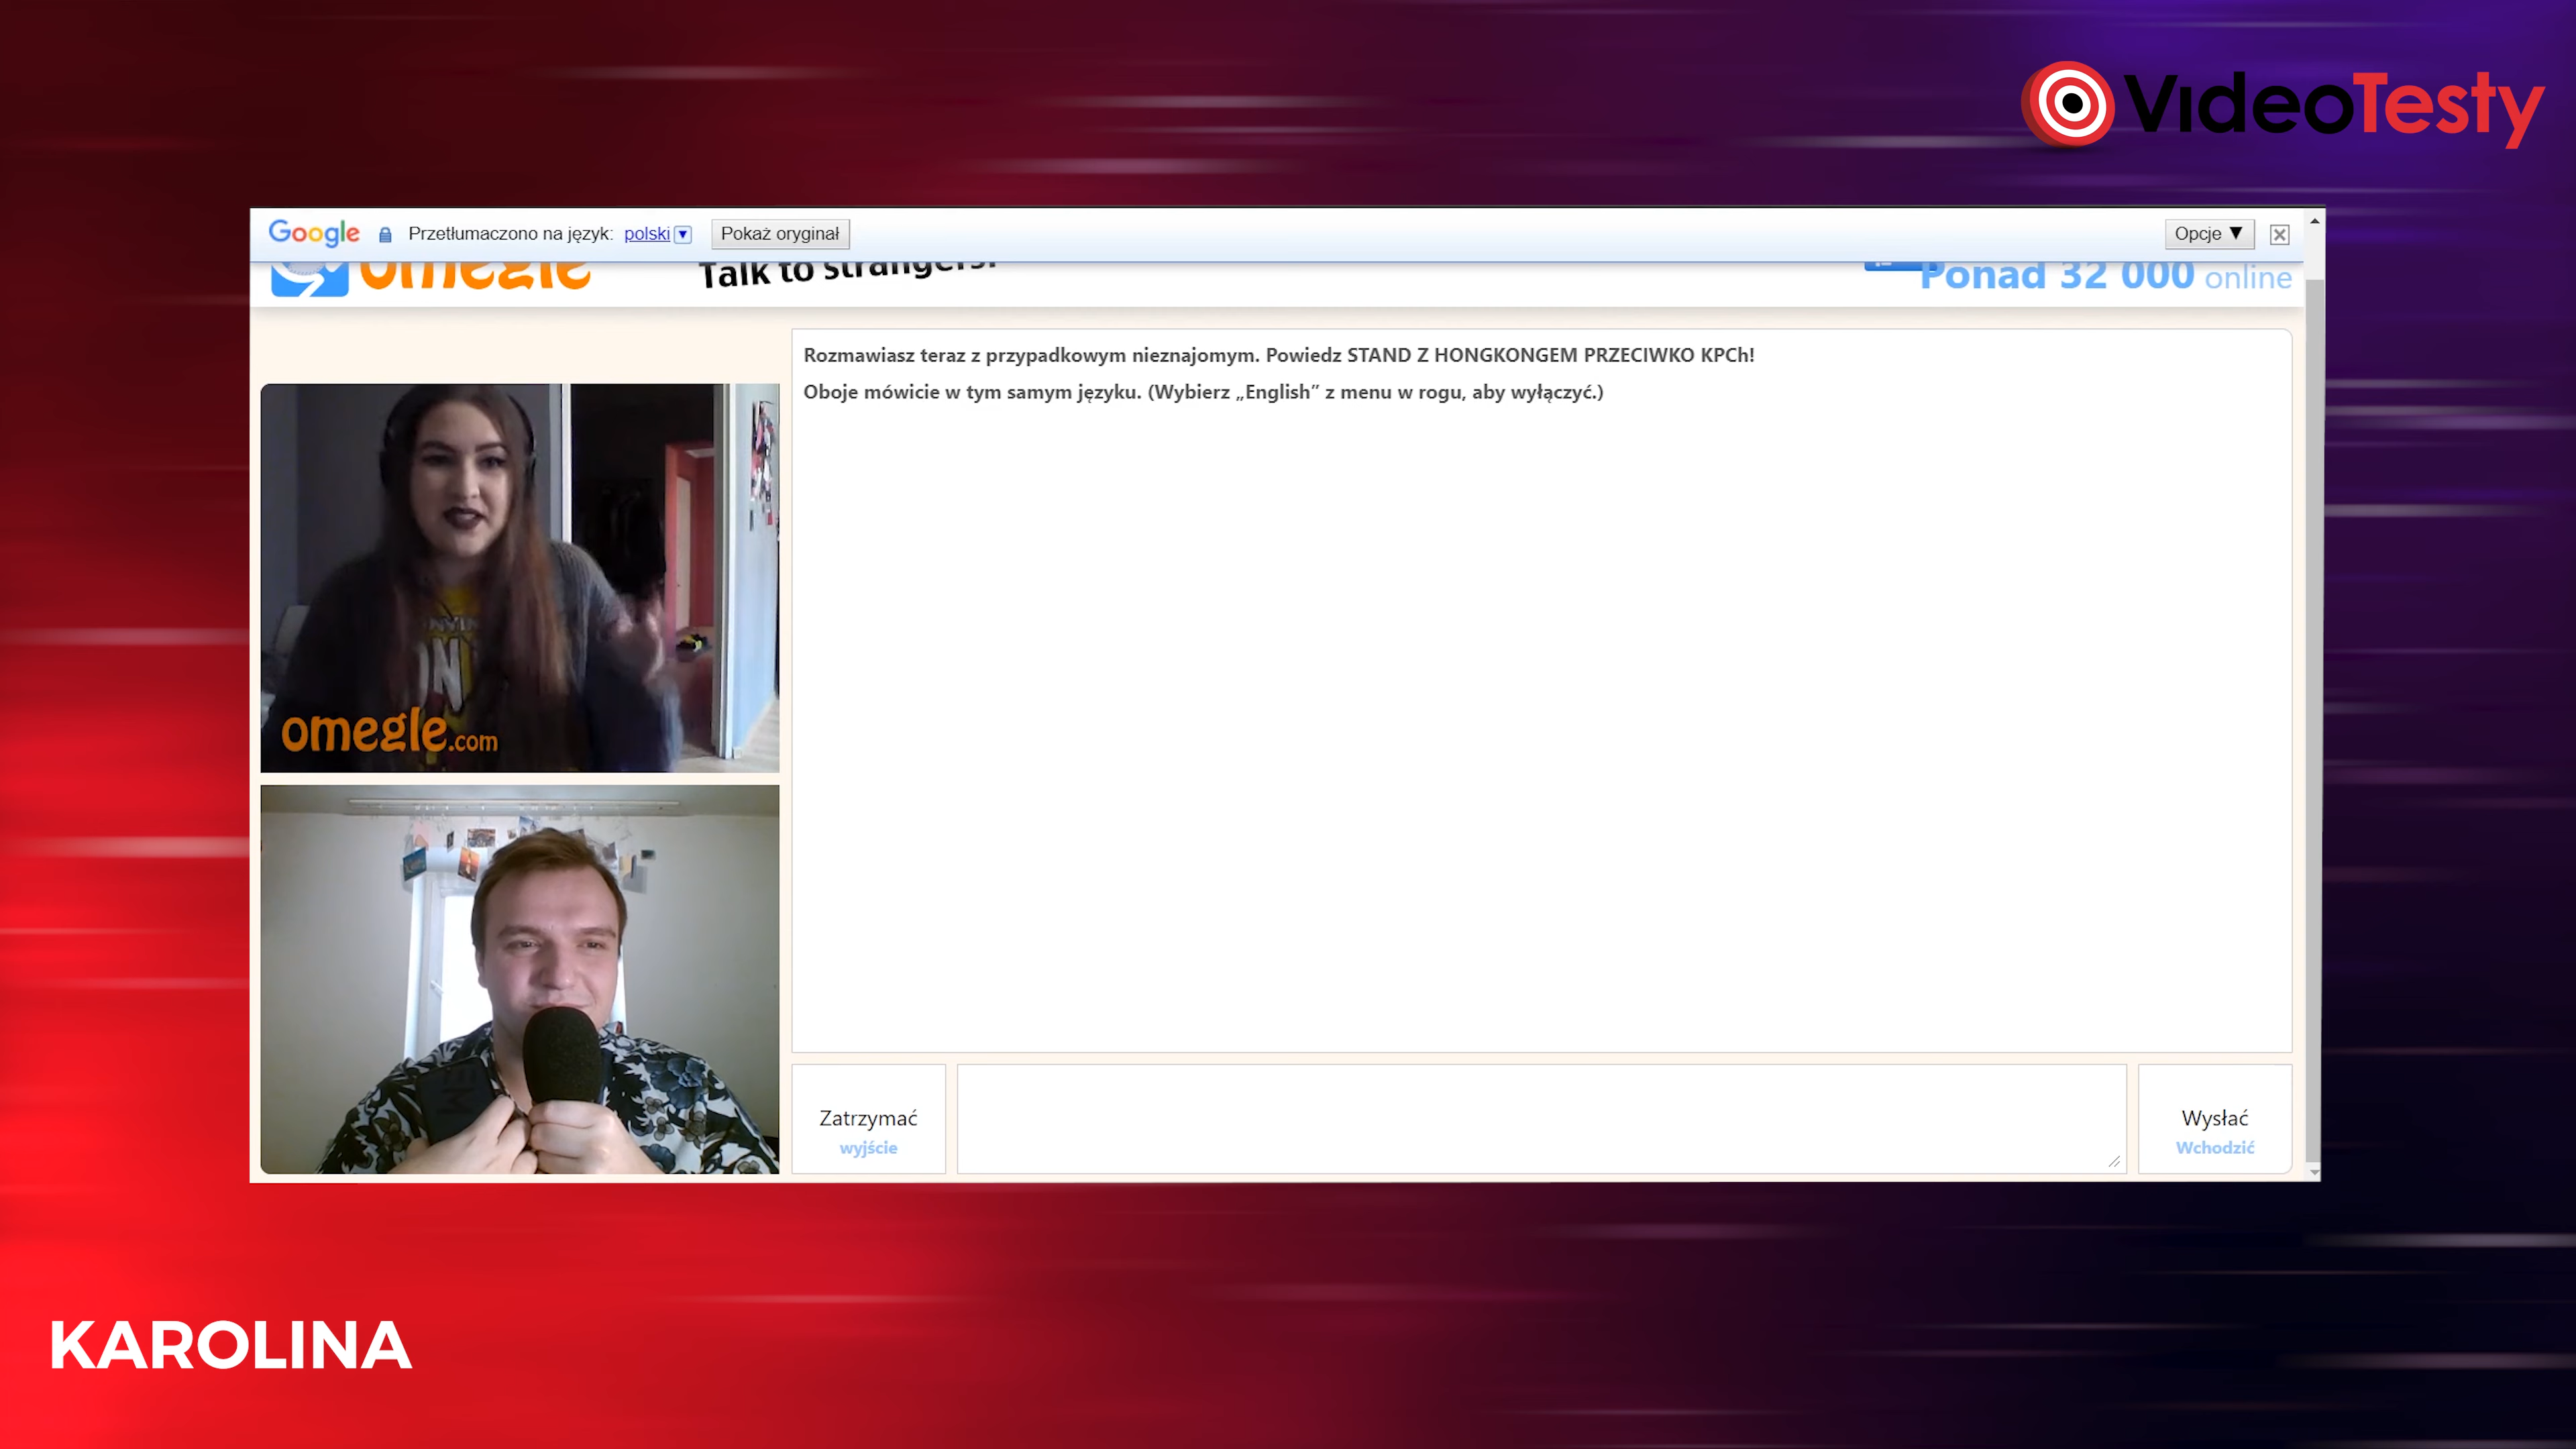 VideoTesty
Google Przetłumaczono na język: polski Pokaż oryginał Opcje ▼
omegle Talk to strangers! Ponad 32 000 online
Rozmawiasz teraz z przypadkowym nieznajomym. Powiedz STAND Z HONGKONGEM PRZECIWKO KPCh!
Oboje mówicie w tym samym języku. (Wybierz „English” z menu w rogu, aby wyłączyć.)
omegle.com
Zatrzymać
wyjście
Wysłać
Wchodzić
KAROLINA